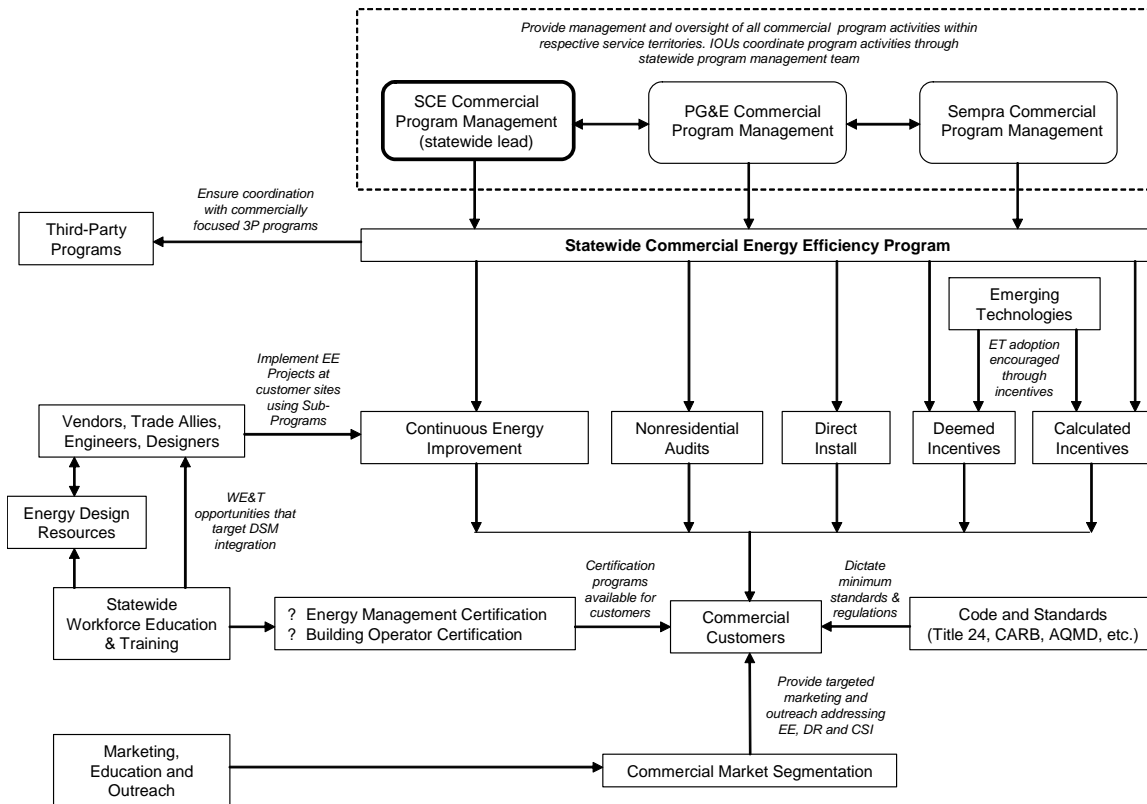 Provide management and oversight of all commercial program activities within
respective service territories. IOUs coordinate program activities through
statewide program management team
SCE Commercial
Program Management
(statewide lead)
PG&E Commercial
Program Management
Sempra Commercial
Program Management
Ensure coordination
with commercially
focused 3P programs
Third-Party
Programs
Statewide Commercial Energy Efficiency Program
Emerging
Technologies
ET adoption
encouraged
through
incentives
Implement EE
Projects at
customer sites
using Sub-
Programs
Vendors, Trade Allies,
Engineers, Designers
Continuous Energy
Improvement
Nonresidential
Audits
Direct
Install
Deemed
Incentives
Calculated
Incentives
Energy Design
Resources
WE&T
opportunities that
target DSM
integration
Statewide
Workforce Education
& Training
? Energy Management Certification
? Building Operator Certification
Certification
programs
available for
customers
Commercial
Customers
Dictate
minimum
standards &
regulations
Code and Standards
(Title 24, CARB, AQMD, etc.)
Provide targeted
marketing and
outreach addressing
EE, DR and CSI
Marketing,
Education and
Outreach
Commercial Market Segmentation